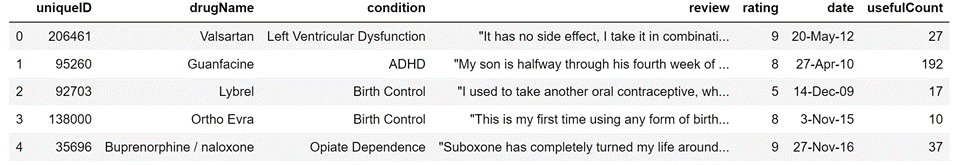 uniqueID drugName condition review rating date usefulCount
0 206461 Valsartan Left Ventricular Dysfunction "It has no side effect, I take it in combinati... 9 20-May-12 27
1 95260 Guanfacine ADHD "My son is halfway through his fourth week of ... 8 27-Apr-10 192
2 92703 Lybrel Birth Control "I used to take another oral contraceptive, wh... 5 14-Dec-09 17
3 138000 Ortho Evra Birth Control "This is my first time using any form of birth... 8 3-Nov-15 10
4 35696 Buprenorphine / naloxone Opiate Dependence "Suboxone has completely turned my life around... 9 27-Nov-16 37